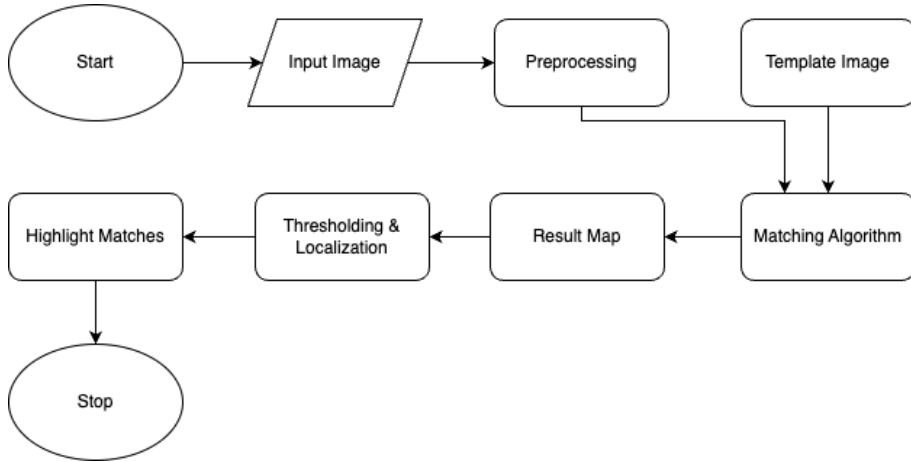 Start
Input Image
Preprocessing
Template Image
Highlight Matches
Thresholding &
Localization
Result Map
Matching Algorithm
Stop